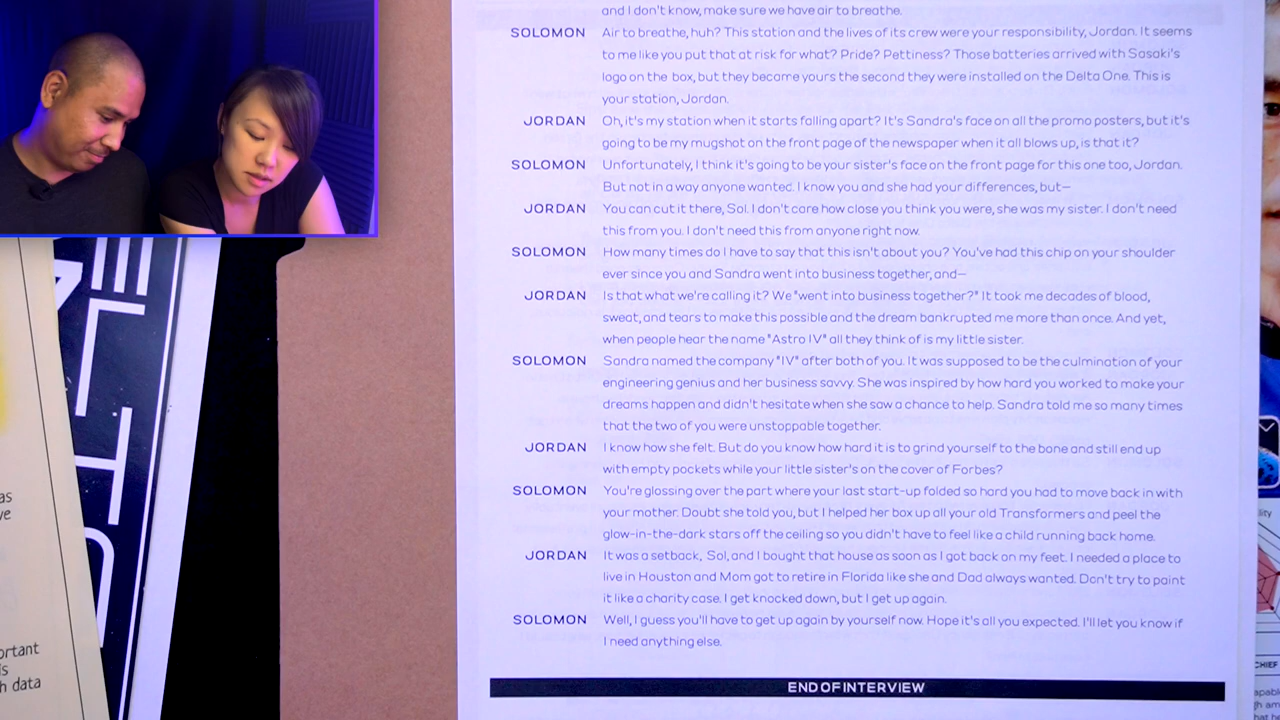 and I don't know, make sure we have air to breathe.
SOLOMON Air to breathe, huh? This station and the lives of its crew were your responsibility, Jordan. It seems
to me like you put that at risk for what? Pride? Pettiness? Those batteries arrived with Sasaki's
logo on the box, but they became yours the second they were installed on the Delta One. This is
your station, Jordan.
JORDAN Oh, it's my station when it starts falling apart? It's Sandra's face on all the promo posters, but it's
going to be my mugshot on the front page of the newspaper when it all blows up, is that it?
SOLOMON Unfortunately, I think it's going to be your sister's face on the front page for this one too, Jordan.
But not in a way anyone wanted. I know you and she had your differences, but—
JORDAN You can cut it there, Sol. I don't care how close you think you were, she was my sister. I don't need
this from you. I don't need this from anyone right now.
SOLOMON How many times do I have to say that this isn't about you? You've had this chip on your shoulder
ever since you and Sandra went into business together, and—
JORDAN Is that what we're calling it? We "went into business together?" It took me decades of blood,
sweat, and tears to make this possible and the dream bankrupted me more than once. And yet,
when people hear the name "Astro IV" all they think of is my little sister.
SOLOMON Sandra named the company "IV" after both of you. It was supposed to be the culmination of your
engineering genius and her business savvy. She was inspired by how hard you worked to make your
dreams happen and didn't hesitate when she saw a chance to help. Sandra told me so many times
that the two of you were unstoppable together.
JORDAN I know how she felt. But do you know how hard it is to grind yourself to the bone and still end up
with empty pockets while your little sister's on the cover of Forbes?
SOLOMON You're glossing over the part where your last start-up folded so hard you had to move back in with
your mother. Doubt she told you, but I helped her box up all your old Transformers and peel the
glow-in-the-dark stars off the ceiling so you didn't have to feel like a child running back home.
JORDAN It was a setback, Sol, and I bought that house as soon as I got back on my feet. I needed a place to
live in Houston and Mom got to retire in Florida like she and Dad always wanted. Don't try to paint
it like a charity case. I get knocked down, but I get up again.
SOLOMON Well, I guess you'll have to get up again by yourself now. Hope it's all you expected. I'll let you know if
I need anything else.
END OF INTERVIEW
as
ve
ortant
is
h data
lity
CHIEF